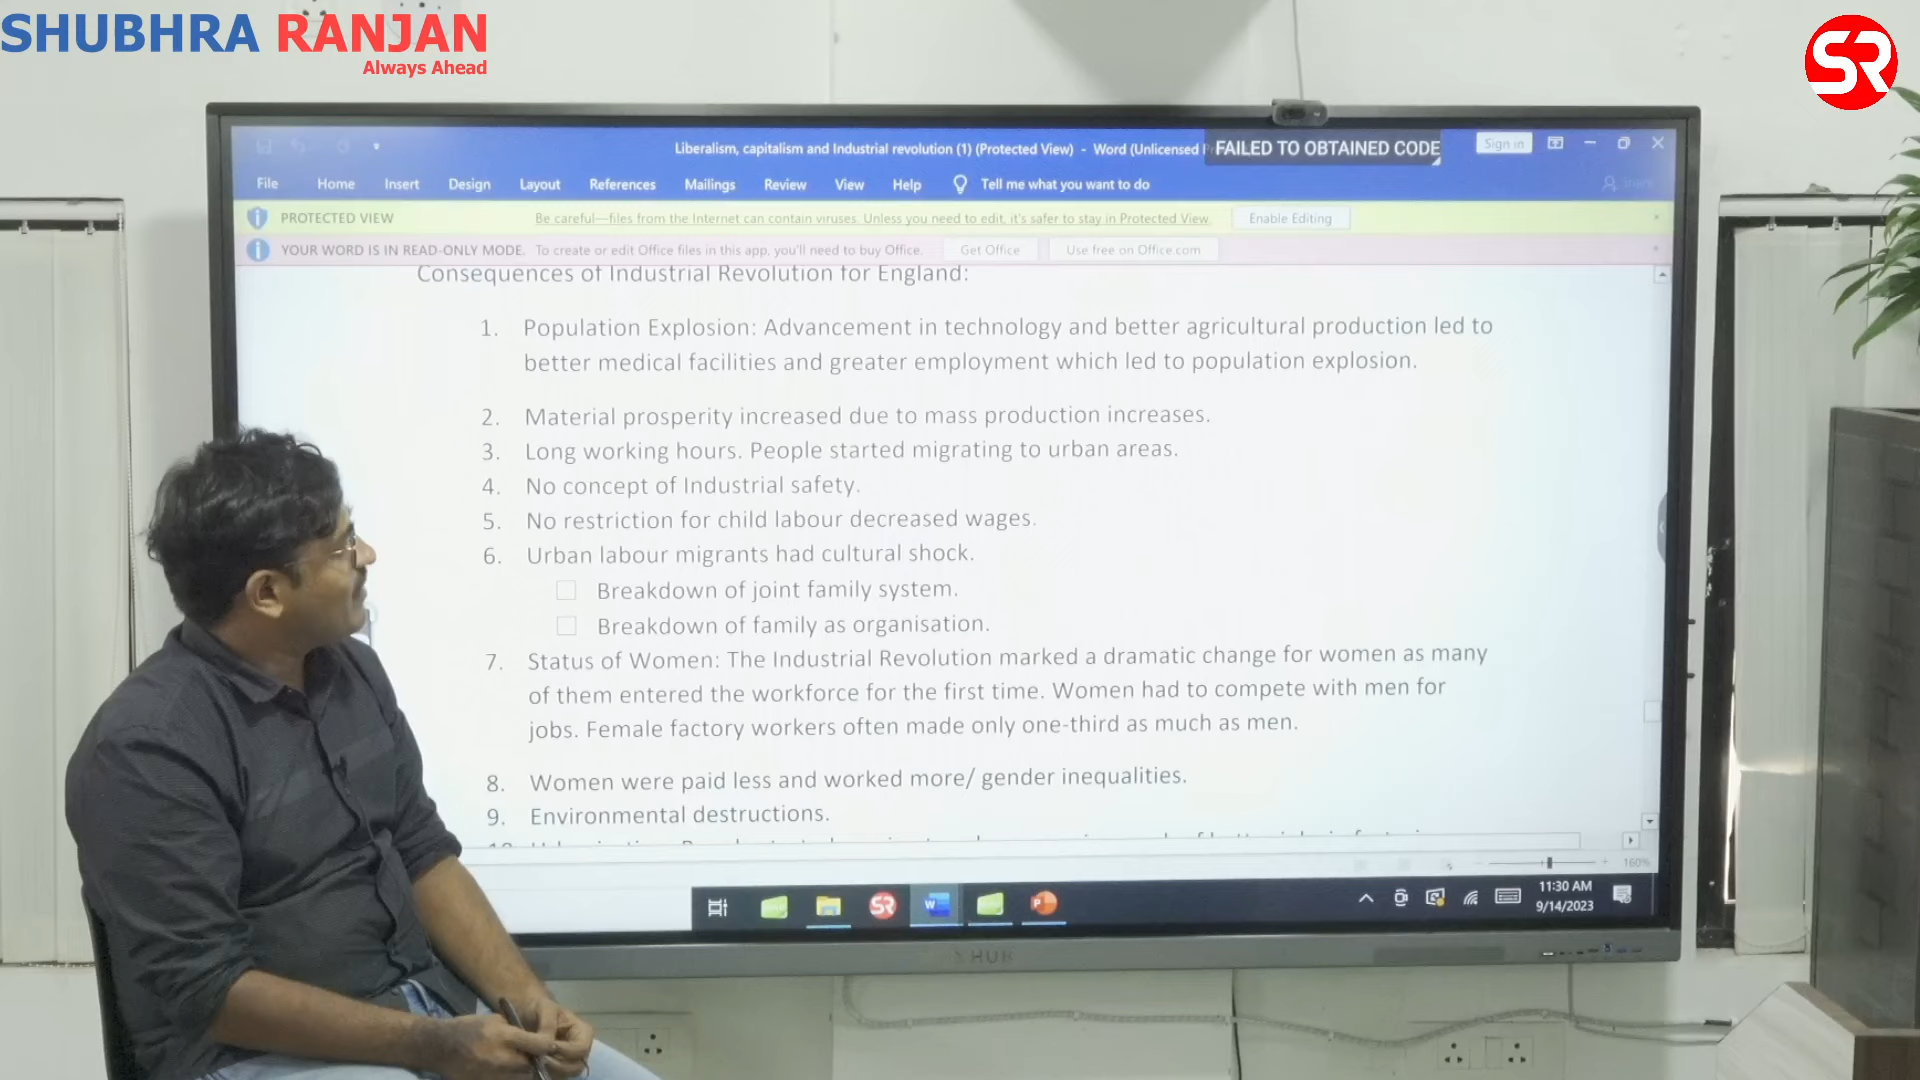 SHUBHRA RANJAN
Always Ahead
SR
Liberalism, capitalism and Industrial revolution (1) (Protected View) - Word (Unlicensed P
FAILED TO OBTAINED CODE
Sign in
File Home Insert Design Layout References Mailings Review View Help Tell me what you want to do
Share
PROTECTED VIEW Be careful—files from the Internet can contain viruses. Unless you need to edit, it's safer to stay in Protected View. Enable Editing
YOUR WORD IS IN READ-ONLY MODE. To create or edit Office files in this app, you'll need to buy Office. Get Office Use free on Office.com
Consequences of Industrial Revolution for England:
1. Population Explosion: Advancement in technology and better agricultural production led to
better medical facilities and greater employment which led to population explosion.
2. Material prosperity increased due to mass production increases.
3. Long working hours. People started migrating to urban areas.
4. No concept of Industrial safety.
5. No restriction for child labour decreased wages.
6. Urban labour migrants had cultural shock.
Breakdown of joint family system.
Breakdown of family as organisation.
7. Status of Women: The Industrial Revolution marked a dramatic change for women as many
of them entered the workforce for the first time. Women had to compete with men for
jobs. Female factory workers often made only one-third as much as men.
8. Women were paid less and worked more/ gender inequalities.
9. Environmental destructions.
160%
SR W P
11:30 AM
9/14/2023
HUB